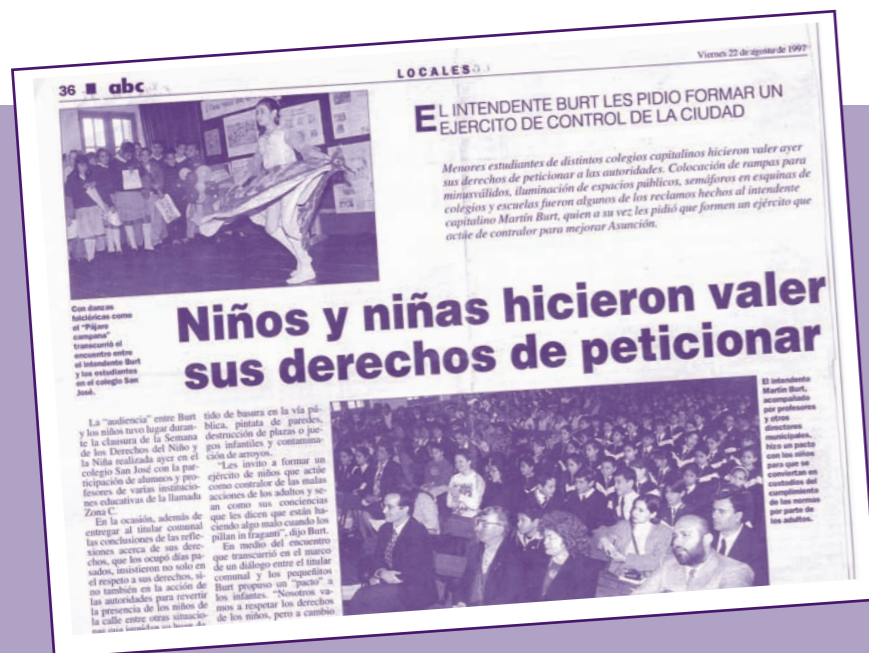 36 abc
LOCALES
Viernes 22 de agosto de 1997
EL INTENDENTE BURT LES PIDIO FORMAR UN
EJERCITO DE CONTROL DE LA CIUDAD
Menores estudiantes de distintos colegios capitalinos hicieron valer ayer
sus derechos de peticionar a las autoridades. Colocación de rampas para
minusválidos, iluminación de espacios públicos, semáforos en esquinas de
colegios y escuelas fueron algunos de los reclamos hechos al intendente
capitalino Martín Burt, quien a su vez les pidió que formen un ejército que
actúe de contralor para mejorar Asunción.
Con danzas
folclóricas como
el "Pájaro
campana"
transcurrió el
encuentro entre
el intendente Burt
y los estudiantes
en el colegio San
José.
Niños y niñas hicieron valer
sus derechos de peticionar
La "audiencia" entre Burt
y los niños tuvo lugar duran-
te la clausura de la Semana
de los Derechos del Niño y
la Niña realizada ayer en el
colegio San José con la par-
ticipación de alumnos y pro-
fesores de varias institucio-
nes educativas de la llamada
Zona C.
En la ocasión, además de
entregar al titular comunal
las conclusiones de las refle-
xiones acerca de sus dere-
chos, que los ocupó días pa-
sados, insistieron no solo en
el respeto a sus derechos, si-
no también en la acción de
las autoridades para revertir
la presencia de los niños de
la calle entre otras situacio-
nes que impiden su
tido de basura en la vía pú-
blica, pintata de paredes,
destrucción de plazas o jue-
gos infantiles y contamina-
ción de arroyos.
"Les invito a formar un
ejército de niños que actúe
como contralor de las malas
acciones de los adultos y se-
an como sus conciencias
que les dicen que están ha-
ciendo algo malo cuando los
pillan in fraganti", dijo Burt.
En medio del encuentro
que transcurrió en el marco
de un diálogo entre el titular
comunal y los pequeñitos
Burt propuso un "pacto" a
los infantes. "Nosotros va-
mos a respetar los derechos
de los niños, pero a cambio
El intendente
Martín Burt,
acompañado
por profesores
y otros
directores
municipales,
hizo un pacto
con los niños
para que se
conviertan en
custodios del
cumplimiento
de las normas
por parte de
los adultos.